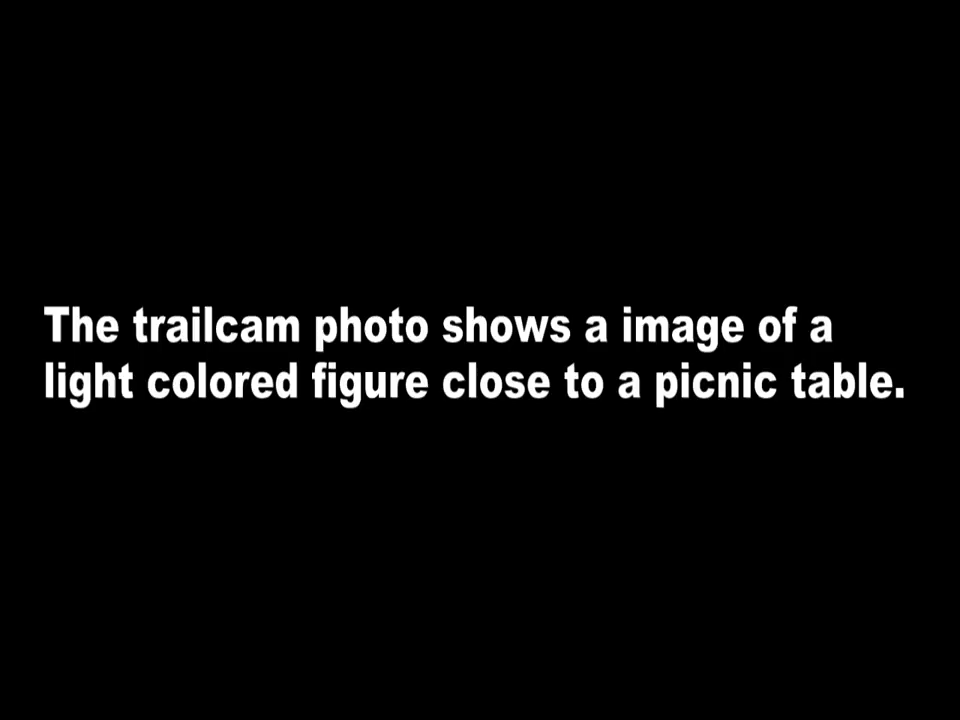 The trailcam photo shows a image of a
light colored figure close to a picnic table.